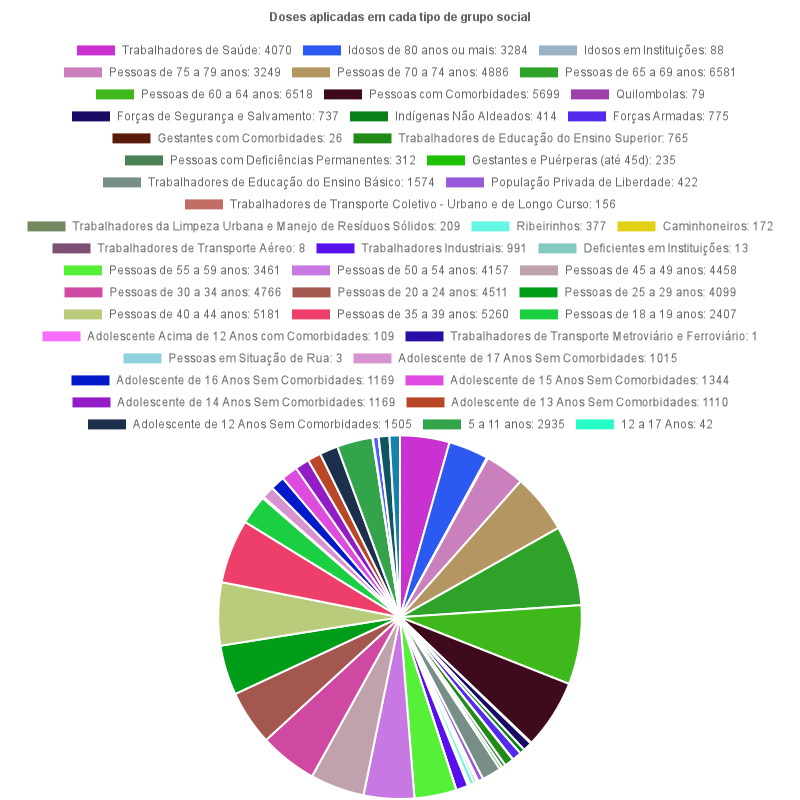 Doses aplicadas em cada tipo de grupo social
Trabalhadores de Saúde: 4070 Idosos de 80 anos ou mais: 3284 Idosos em Instituições: 88
Pessoas de 75 a 79 anos: 3249 Pessoas de 70 a 74 anos: 4886 Pessoas de 65 a 69 anos: 6581
Pessoas de 60 a 64 anos: 6518 Pessoas com Comorbidades: 5699 Quilombolas: 79
Forças de Segurança e Salvamento: 737 Indígenas Não Aldeados: 414 Forças Armadas: 775
Gestantes com Comorbidades: 26 Trabalhadores de Educação do Ensino Superior: 765
Pessoas com Deficiências Permanentes: 312 Gestantes e Puérperas (até 45d): 235
Trabalhadores de Educação do Ensino Básico: 1574 População Privada de Liberdade: 422
Trabalhadores de Transporte Coletivo - Urbano e de Longo Curso: 156
Trabalhadores da Limpeza Urbana e Manejo de Resíduos Sólidos: 209 Ribeirinhos: 377 Caminhoneiros: 172
Trabalhadores de Transporte Aéreo: 8 Trabalhadores Industriais: 991 Deficientes em Instituições: 13
Pessoas de 55 a 59 anos: 3461 Pessoas de 50 a 54 anos: 4157 Pessoas de 45 a 49 anos: 4458
Pessoas de 30 a 34 anos: 4766 Pessoas de 20 a 24 anos: 4511 Pessoas de 25 a 29 anos: 4099
Pessoas de 40 a 44 anos: 5181 Pessoas de 35 a 39 anos: 5260 Pessoas de 18 a 19 anos: 2407
Adolescente Acima de 12 Anos com Comorbidades: 109 Trabalhadores de Transporte Metroviário e Ferroviário: 1
Pessoas em Situação de Rua: 3 Adolescente de 17 Anos Sem Comorbidades: 1015
Adolescente de 16 Anos Sem Comorbidades: 1169 Adolescente de 15 Anos Sem Comorbidades: 1344
Adolescente de 14 Anos Sem Comorbidades: 1169 Adolescente de 13 Anos Sem Comorbidades: 1110
Adolescente de 12 Anos Sem Comorbidades: 1505 5 a 11 anos: 2935 12 a 17 Anos: 42